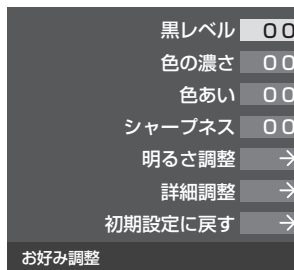 黒レベル 00
色の濃さ 00
色あい 00
シャープネス 00
明るさ調整 →
詳細調整 →
初期設定に戻す →
お好み調整